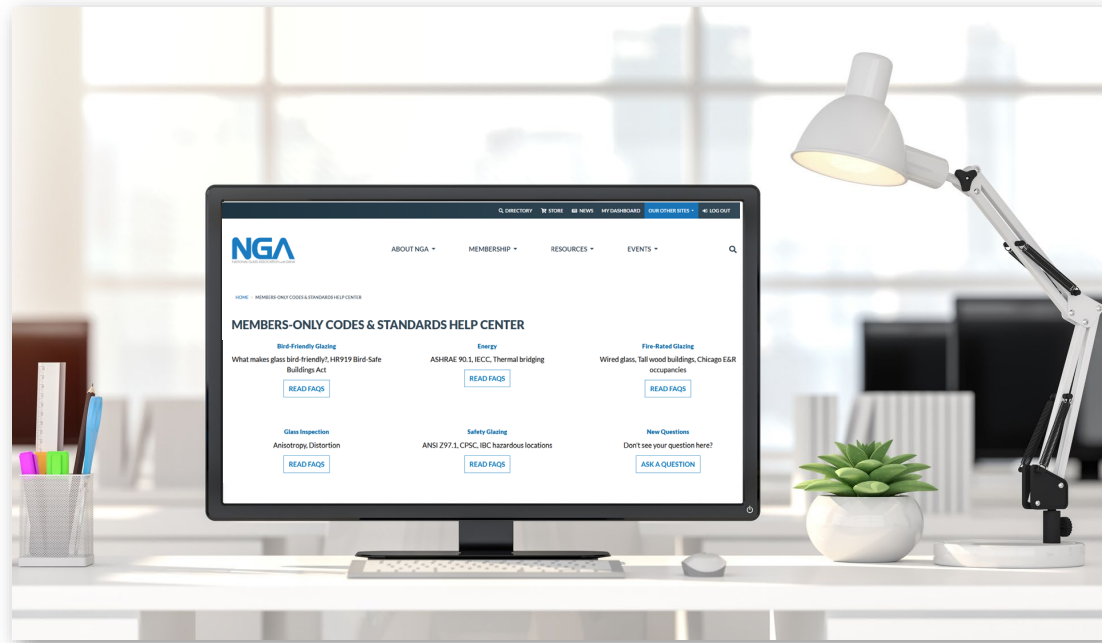 DIRECTORY STORE NEWS MY DASHBOARD OUR OTHER SITES LOG OUT
NGA
ABOUT NGA MEMBERSHIP RESOURCES EVENTS
HOME MEMBERS-ONLY CODES & STANDARDS HELP CENTER
MEMBERS-ONLY CODES & STANDARDS HELP CENTER
Bird-Friendly Glazing
What makes glass bird-friendly?, HR919 Bird-Safe
Buildings Act
READ FAQS
Energy
ASHRAE 90.1, IECC, Thermal bridging
READ FAQS
Fire-Rated Glazing
Wired glass, Tall wood buildings, Chicago E&R
occupancies
READ FAQS
Glass Inspection
Anisotropy, Distortion
READ FAQS
Safety Glazing
ANSI Z97.1, CPSC, IBC hazardous locations
READ FAQS
New Questions
Don't see your question here?
ASK A QUESTION